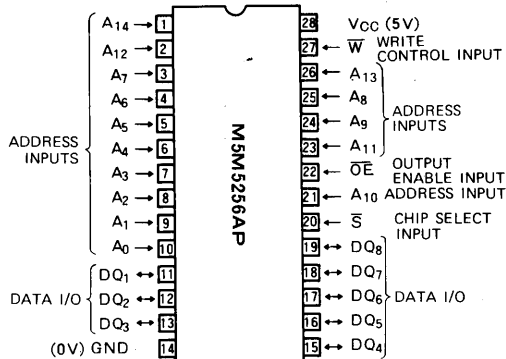 A14 1 28 VCC (5V)
A12 2 27 W WRITE CONTROL INPUT
A7 3 26 A13
A6 4 25 A8
A5 5 24 A9
A4 6 23 A11
ADDRESS INPUTS
ADDRESS INPUTS
A3 7 22 OE OUTPUT ENABLE INPUT
A2 8 21 A10 ADDRESS INPUT
A1 9 20 S CHIP SELECT INPUT
A0 10 19 DQ8
DQ1 11 18 DQ7
DATA I/O DQ2 12 17 DQ6 DATA I/O
DQ3 13 16 DQ5
(0V) GND 14 15 DQ4
M5M5256AP